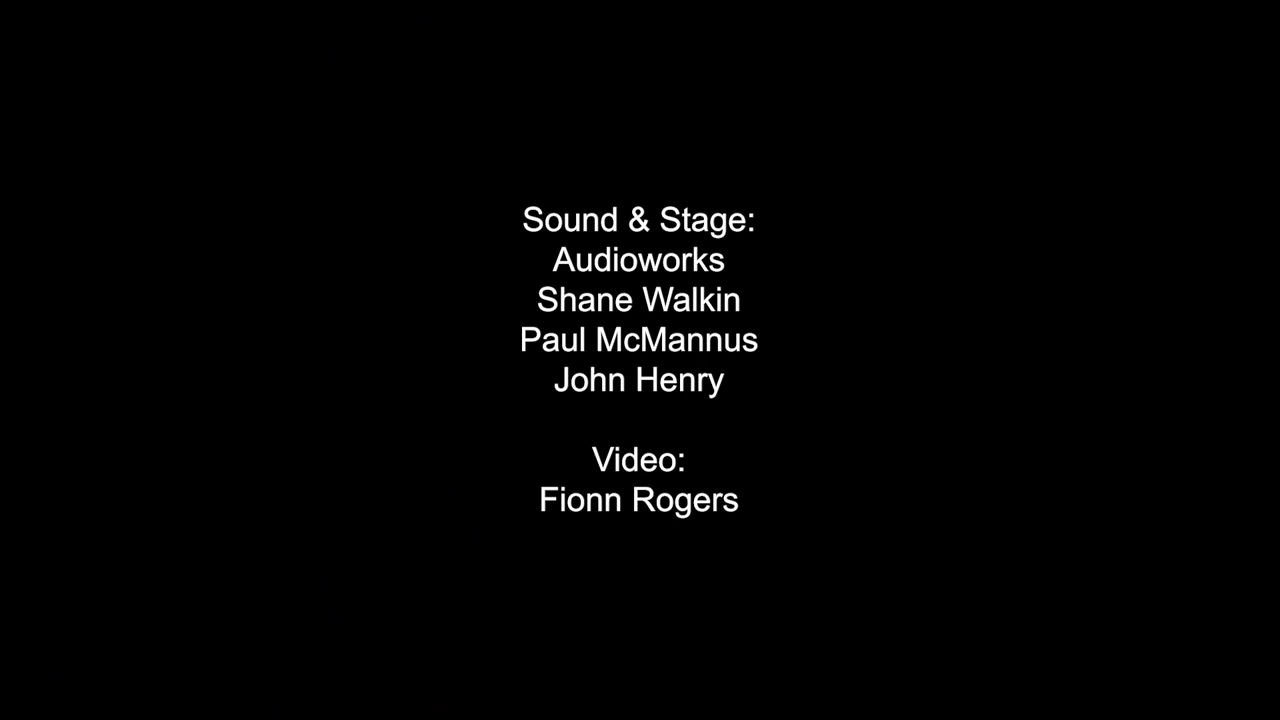 Sound & Stage:
Audioworks
Shane Walkin
Paul McMannus
John Henry
Video:
Fionn Rogers